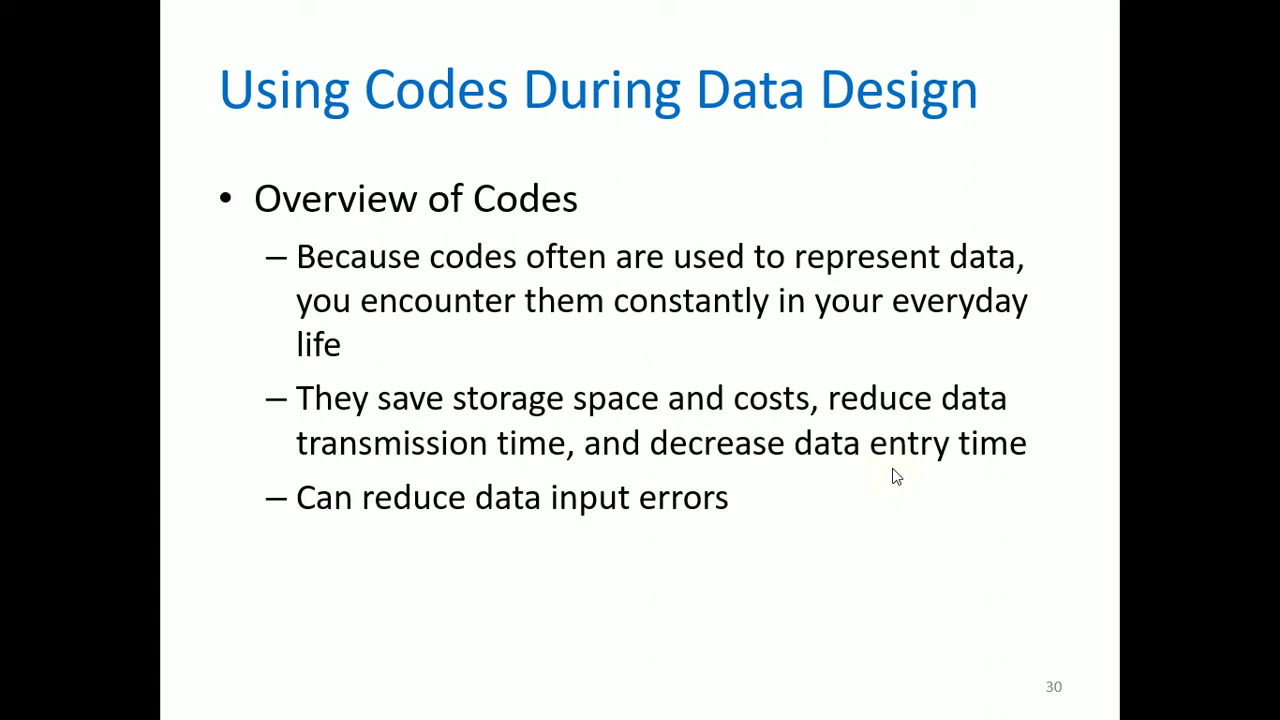 Using Codes During Data Design
• Overview of Codes
– Because codes often are used to represent data,
you encounter them constantly in your everyday
life
– They save storage space and costs, reduce data
transmission time, and decrease data entry time
– Can reduce data input errors
30